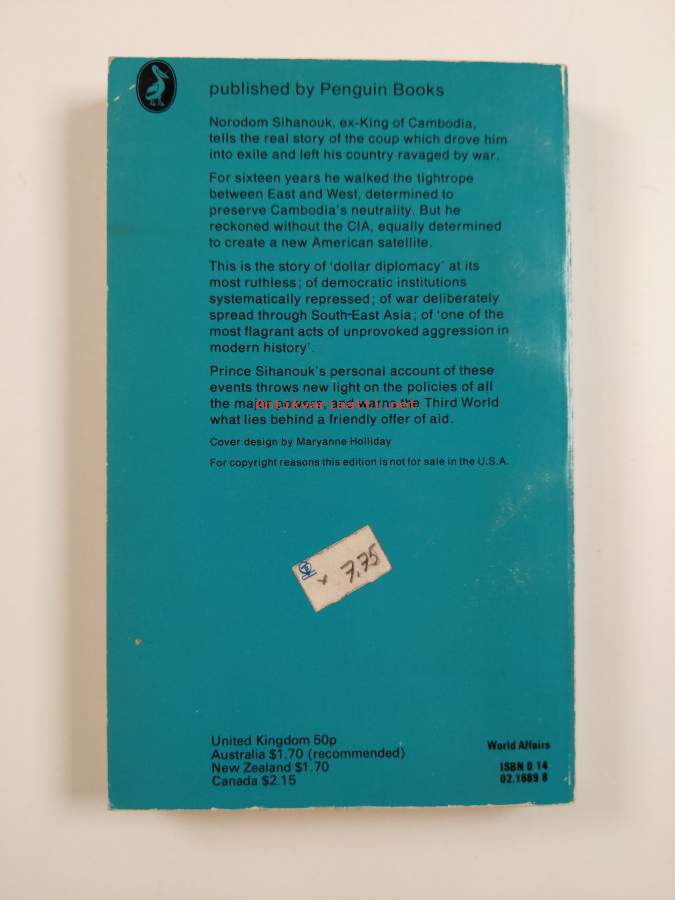 published by Penguin Books
Norodom Sihanouk, ex-King of Cambodia,
tells the real story of the coup which drove him
into exile and left his country ravaged by war.
For sixteen years he walked the tightrope
between East and West, determined to
preserve Cambodia's neutrality. But he
reckoned without the CIA, equally determined
to create a new American satellite.
This is the story of 'dollar diplomacy' at its
most ruthless; of democratic institutions
systematically repressed; of war deliberately
spread through South-East Asia; of 'one of the
most flagrant acts of unprovoked aggression in
modern history'.
Prince Sihanouk's personal account of these
events throws new light on the policies of all
the major powers, and warns the Third World
what lies behind a friendly offer of aid.
Cover design by Maryanne Holliday
For copyright reasons this edition is not for sale in the U.S.A.
x 7,75
United Kingdom 50p
Australia $1.70 (recommended)
New Zealand $1.70
Canada $2.15
World Affairs
ISBN 0 14
02.1689 8